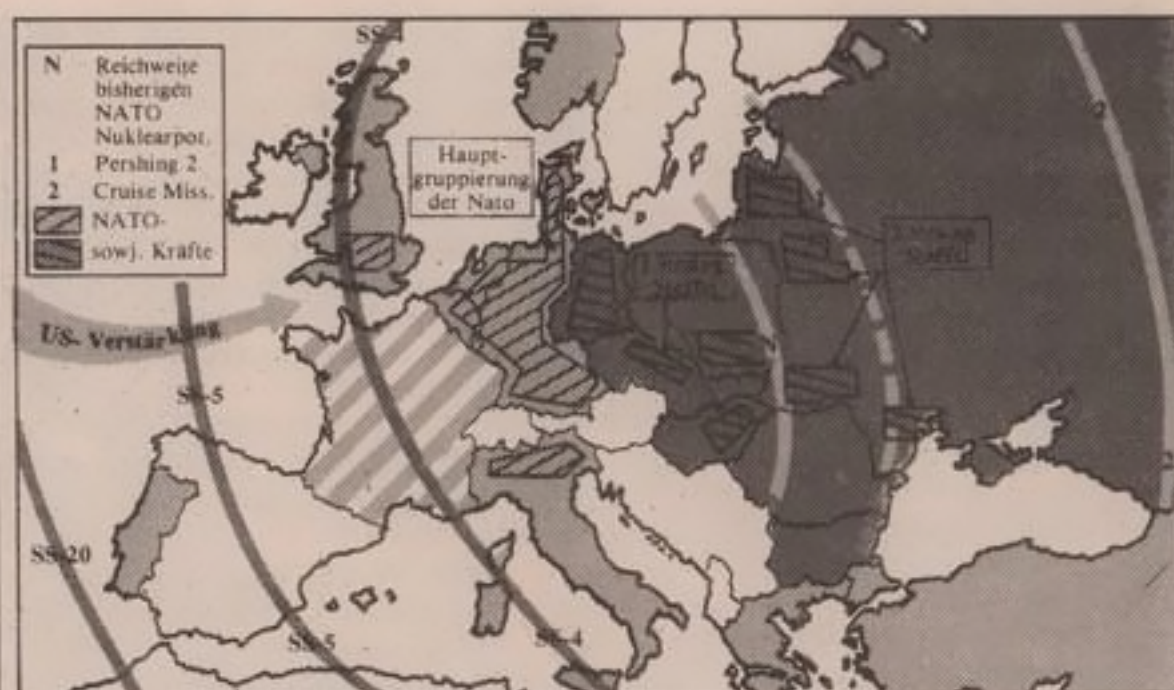 N Reichweite
bisherigen
NATO
Nuklearpot.
1 Pershing 2
2 Cruise Miss.
NATO-
sowj. Kräfte
Haupt-
gruppierung
der Nato
US- Verstärkung
SS-5
SS-20
SS-5
SS-4